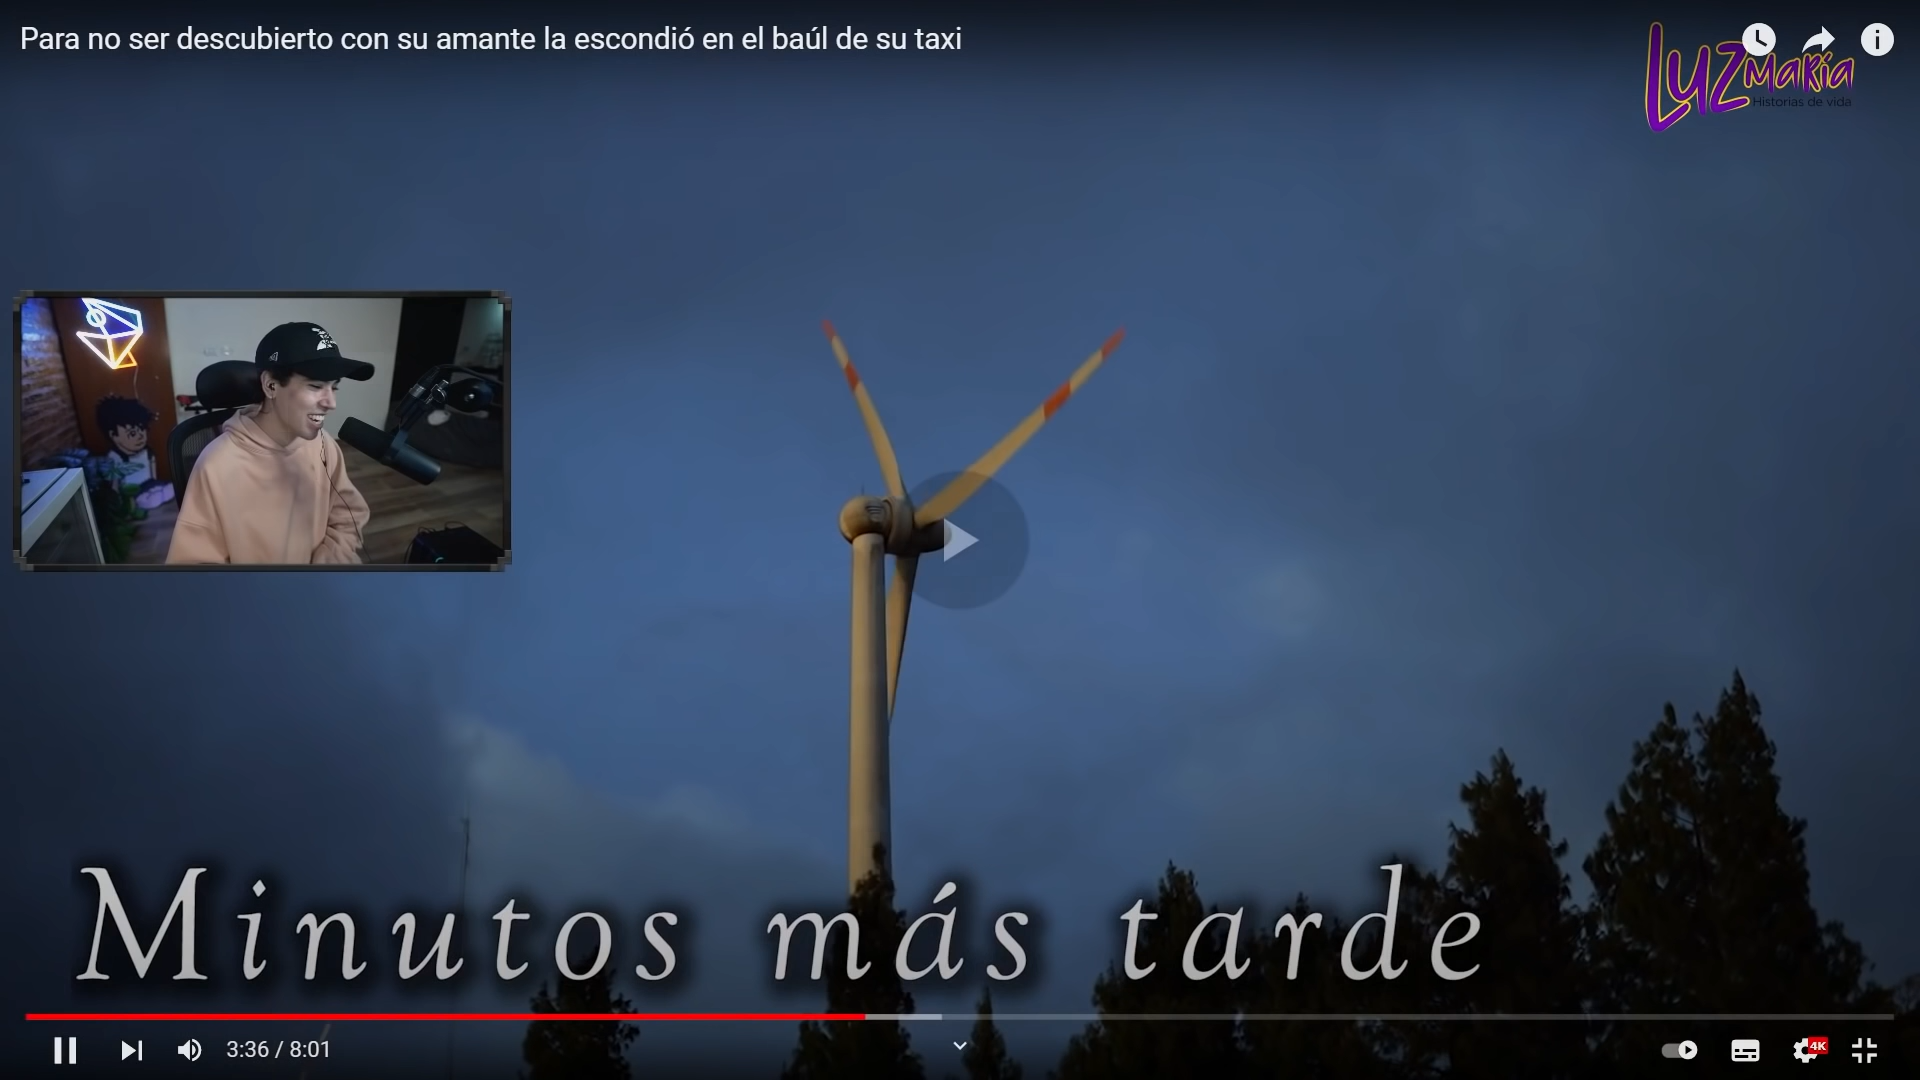 Para no ser descubierto con su amante la escondió en el baúl de su taxi
LUZ María
Historias de vida
Minutos más tarde
3:36 / 8:01
4K